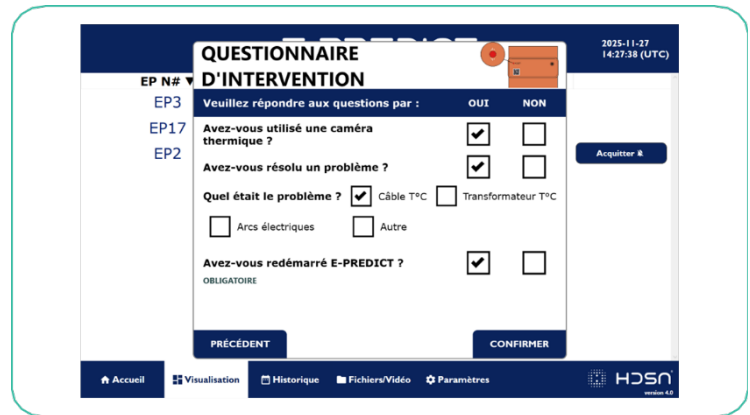 2025-11-27
14:27:38 (UTC)
QUESTIONNAIRE
D'INTERVENTION
EP N# ▼
EP3
EP17
EP2
Veuillez répondre aux questions par : OUI NON
Avez-vous utilisé une caméra
thermique ?
Avez-vous résolu un problème ?
Acquitter
Quel était le problème ? Câble T°C Transformateur T°C
Arcs électriques Autre
Avez-vous redémarré E-PREDICT ?
OBLIGATOIRE
PRÉCÉDENT CONFIRMER
Accueil Visualisation Historique Fichiers/Vidéo Paramètres
HDSN
version 4.0